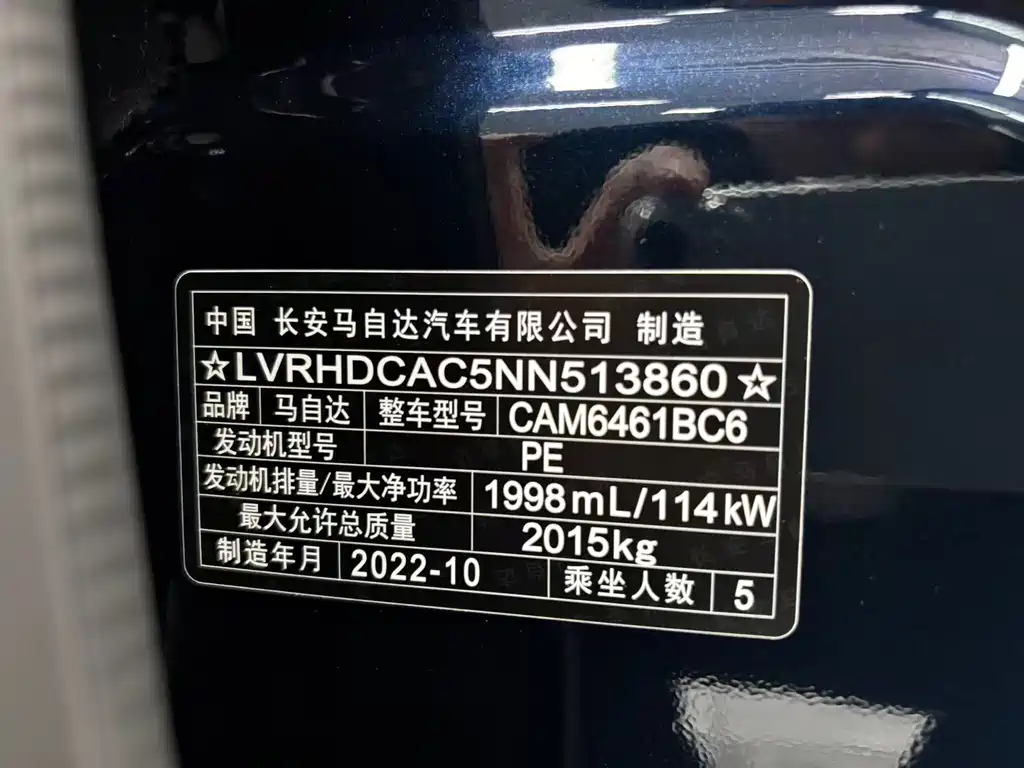 中国 长安马自达汽车有限公司 制造
☆LVRHDCAC5NN513860☆
品牌 马自达 整车型号 CAM6461BC6
发动机型号 PE
发动机排量/最大净功率 1998mL/114kW
最大允许总质量 2015kg
制造年月 2022-10 乘坐人数 5